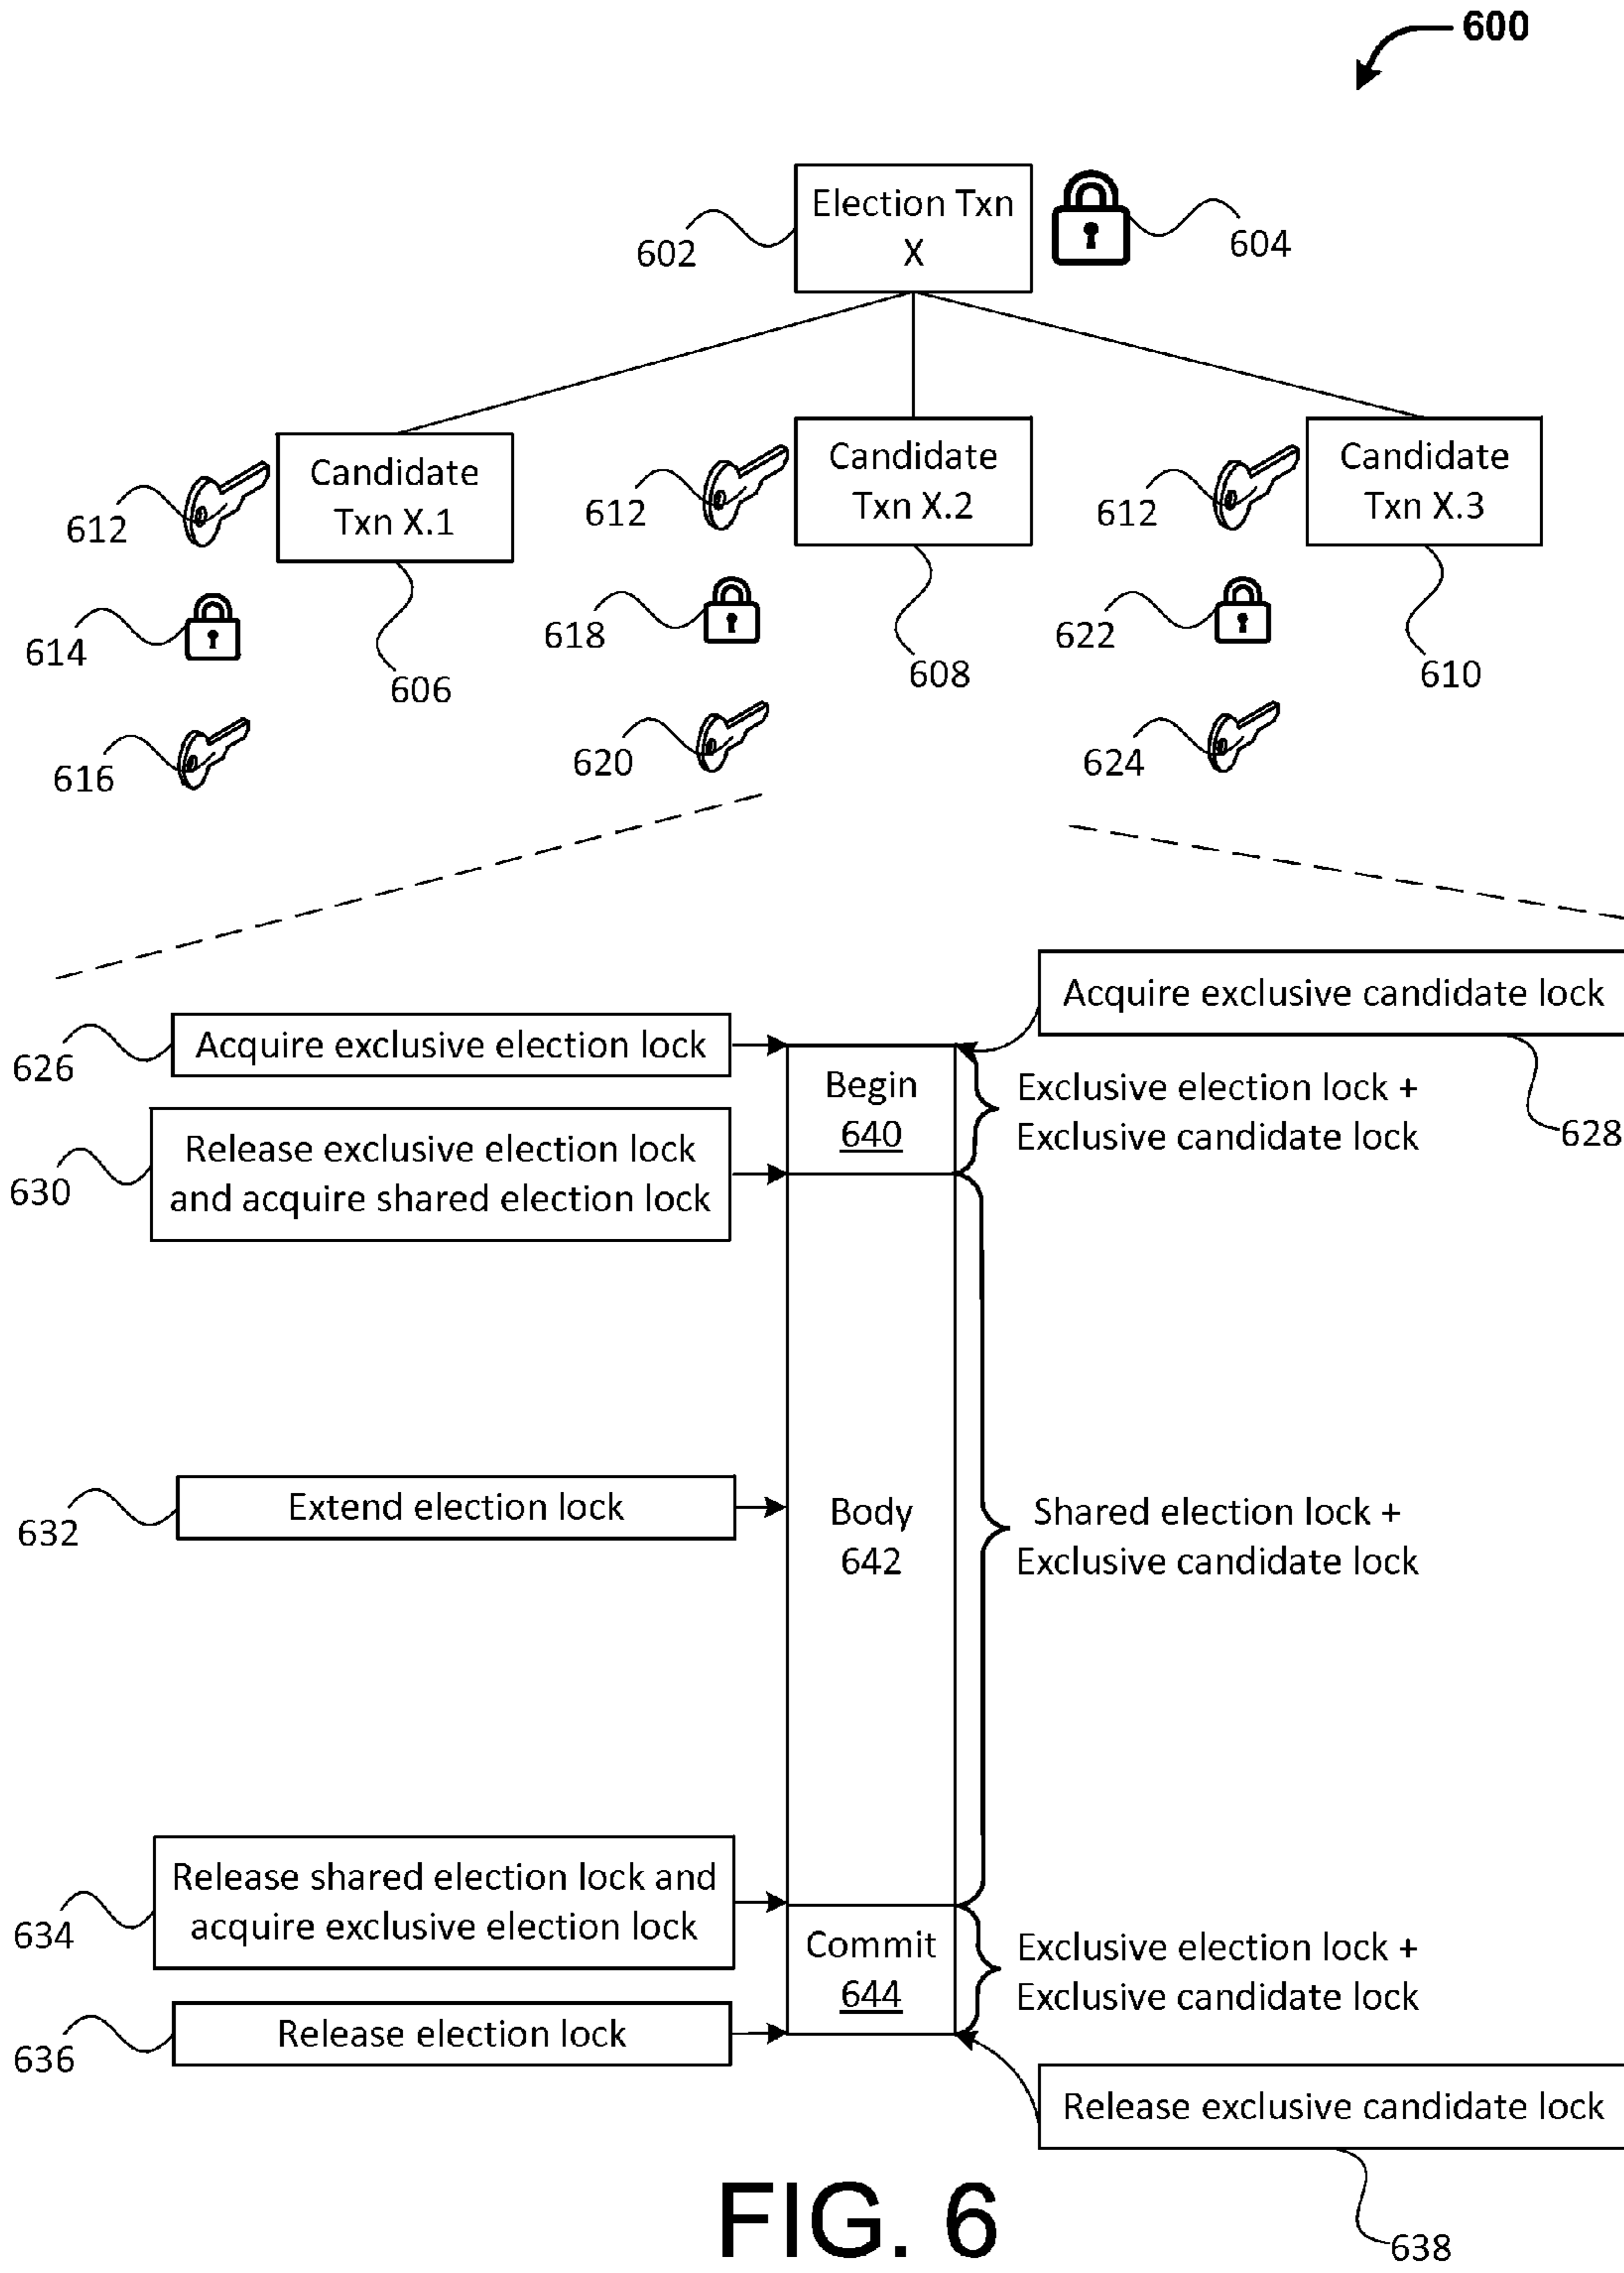 600
Election Txn
X
602
604
Candidate
Txn X.1
Candidate
Txn X.2
Candidate
Txn X.3
612
612
612
614
618
622
606
608
610
616
620
624
Acquire exclusive candidate lock
Acquire exclusive election lock
626
Begin
640
Exclusive election lock +
Exclusive candidate lock
628
Release exclusive election lock
and acquire shared election lock
630
Extend election lock
632
Body
642
Shared election lock +
Exclusive candidate lock
Release shared election lock and
acquire exclusive election lock
634
Commit
644
Exclusive election lock +
Exclusive candidate lock
Release election lock
636
Release exclusive candidate lock
638
FIG. 6